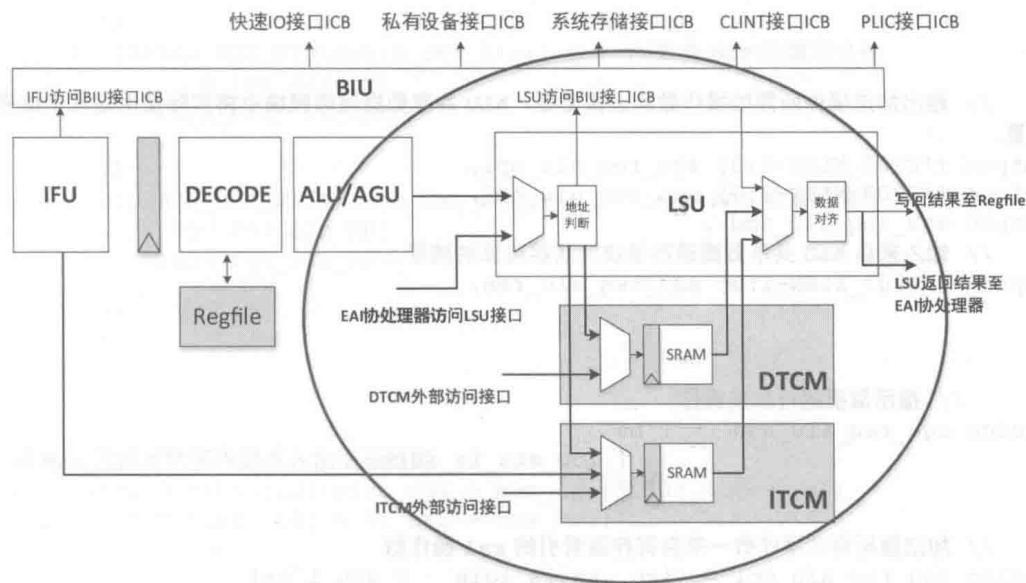 快速IO接口ICB
私有设备接口ICB
系统存储接口ICB
CLINT接口ICB
PLIC接口ICB
BIU
IFU访问BIU接口ICB
LSU访问BIU接口ICB
IFU
DECODE
ALU/AGU
地址
判断
LSU
数据
对齐
写回结果至Regfile
LSU返回结果至
EAI协处理器
Regfile
EAI协处理器访问LSU接口
SRAM
DTCM
DTCM外部访问接口
SRAM
ITCM
ITCM外部访问接口